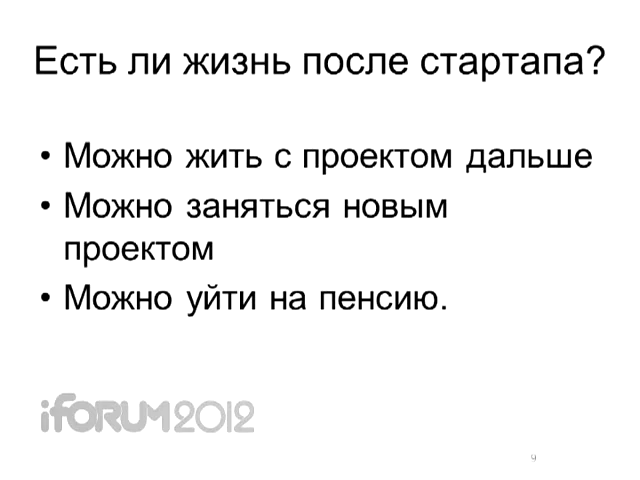 Есть ли жизнь после стартапа?
• Можно жить с проектом дальше
• Можно заняться новым
проектом
• Можно уйти на пенсию.
iFORUM2012
9